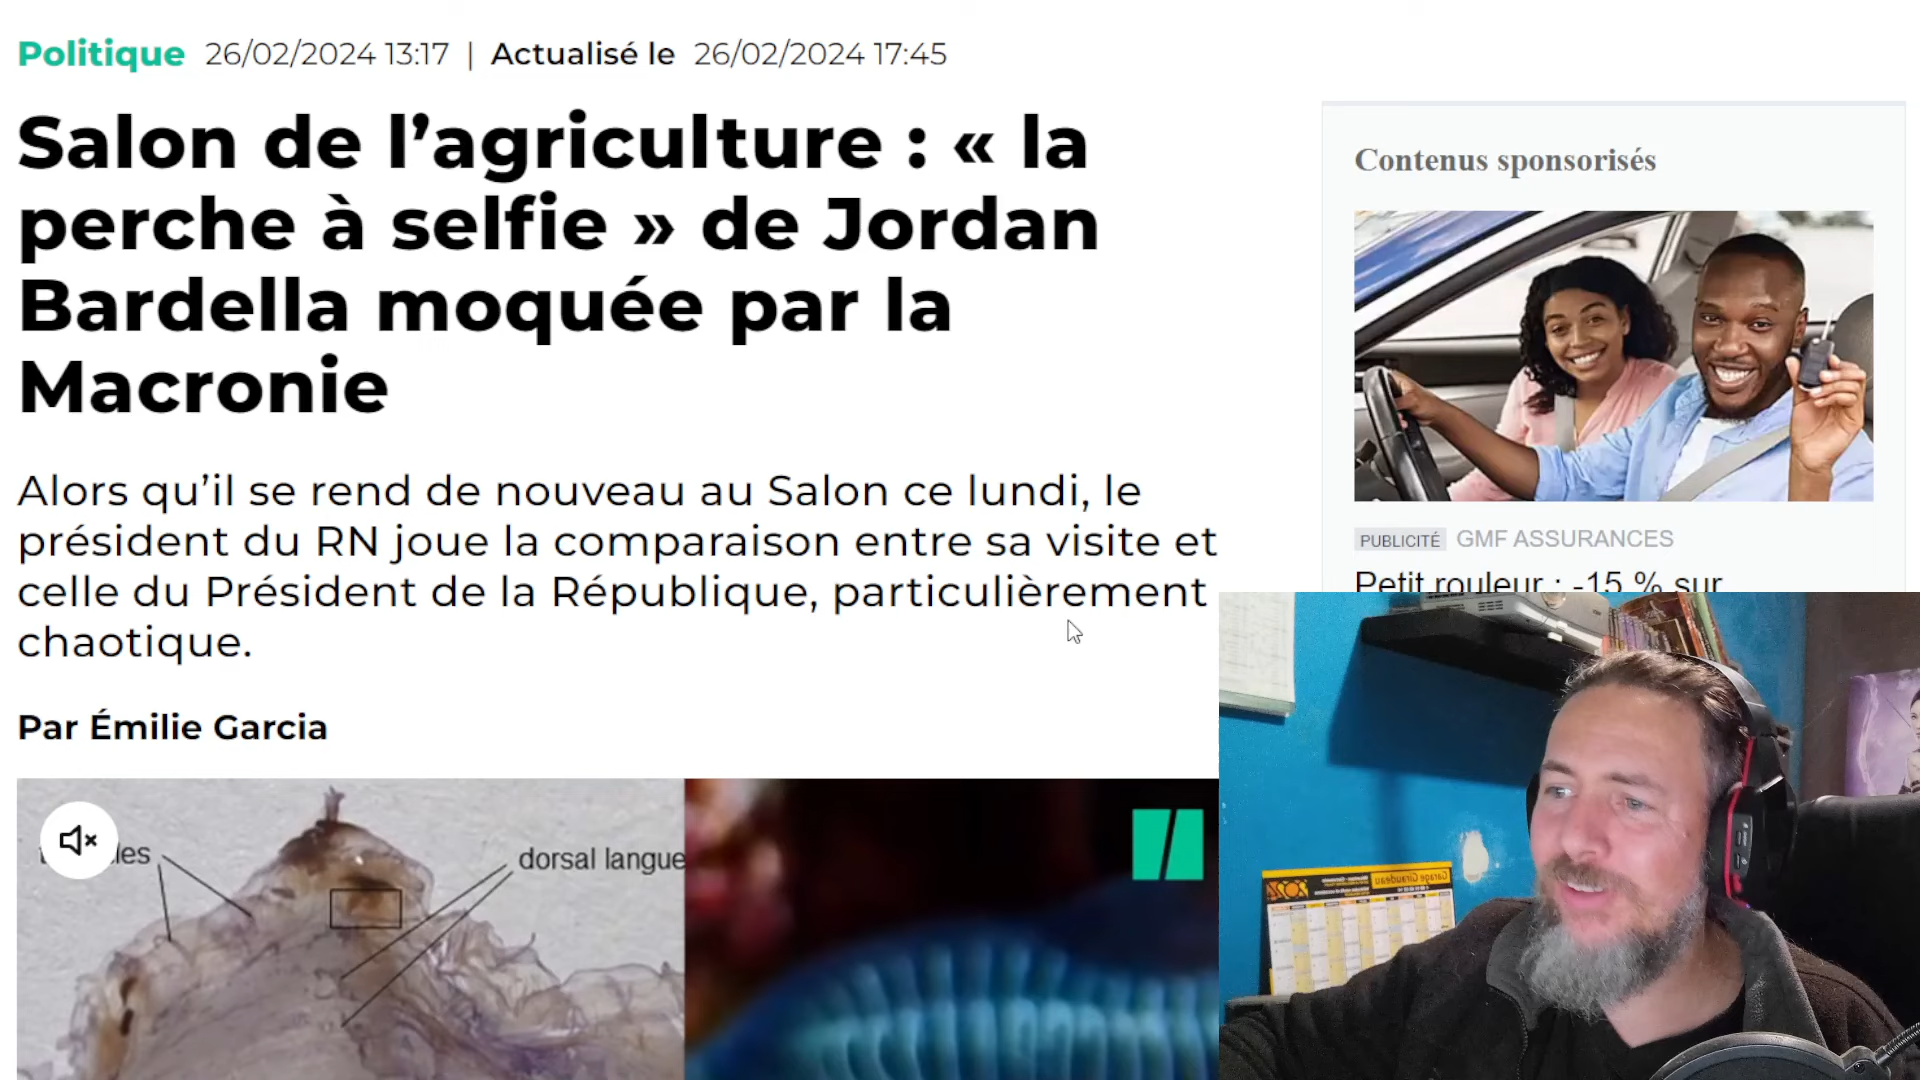 Politique 26/02/2024 13:17 | Actualisé le 26/02/2024 17:45
Salon de l’agriculture : « la
perche à selfie » de Jordan
Bardella moquée par la
Macronie
Alors qu’il se rend de nouveau au Salon ce lundi, le
président du RN joue la comparaison entre sa visite et
celle du Président de la République, particulièrement
chaotique.
Par Émilie Garcia
dorsal langue
Contenus sponsorisés
PUBLICITÉ GMF ASSURANCES
Petit rouleur : -15 % sur
Garage Giraudeau